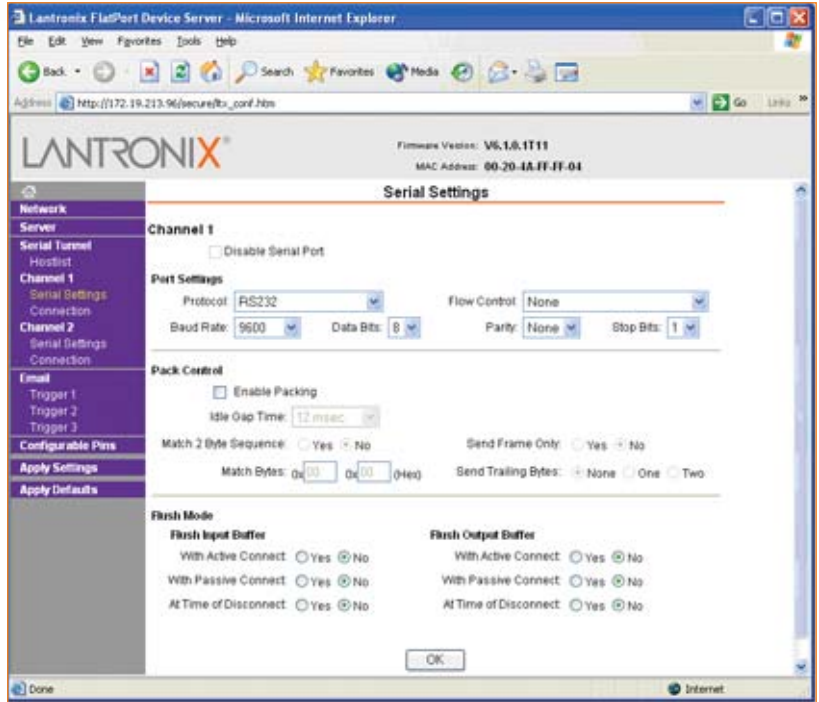 Lantronix FlatPort Device Server - Microsoft Internet Explorer
File Edit View Favorites Tools Help
Back Search Favorites Media
Address http://172.19.213.96/secure/ltx_conf.htm Go Links »
LANTRONIX®
Firmware Version: V6.1.0.1T11
MAC Address: 00-20-4A-FF-FF-04
Network
Server
Serial Tunnel
Hostlist
Channel 1
Serial Settings
Connection
Channel 2
Serial Settings
Connection
Email
Trigger 1
Trigger 2
Trigger 3
Configurable Pins
Apply Settings
Apply Defaults
Serial Settings
Channel 1
Disable Serial Port
Port Settings
Protocol: RS232 Flow Control: None
Baud Rate: 9600 Data Bits: 8 Parity: None Stop Bits: 1
Pack Control
Enable Packing
Idle Gap Time: 12 msec
Match 2 Byte Sequence: Yes No Send Frame Only: Yes No
Match Bytes: 0x 00 0x 00 (Hex) Send Trailing Bytes: None One Two
Flush Mode
Flush Input Buffer Flush Output Buffer
With Active Connect: Yes No With Active Connect: Yes No
With Passive Connect: Yes No With Passive Connect: Yes No
At Time of Disconnect: Yes No At Time of Disconnect: Yes No
OK
Done Internet